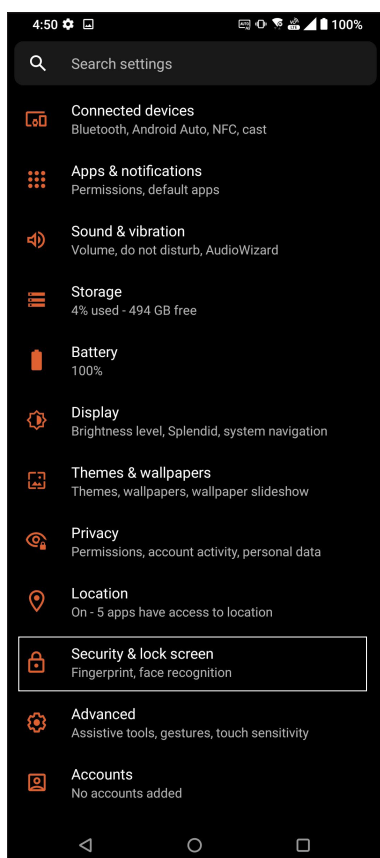 4:50
100%
Search settings
Connected devices
Bluetooth, Android Auto, NFC, cast
Apps & notifications
Permissions, default apps
Sound & vibration
Volume, do not disturb, AudioWizard
Storage
4% used - 494 GB free
Battery
100%
Display
Brightness level, Splendid, system navigation
Themes & wallpapers
Themes, wallpapers, wallpaper slideshow
Privacy
Permissions, account activity, personal data
Location
On - 5 apps have access to location
Security & lock screen
Fingerprint, face recognition
Advanced
Assistive tools, gestures, touch sensitivity
Accounts
No accounts added